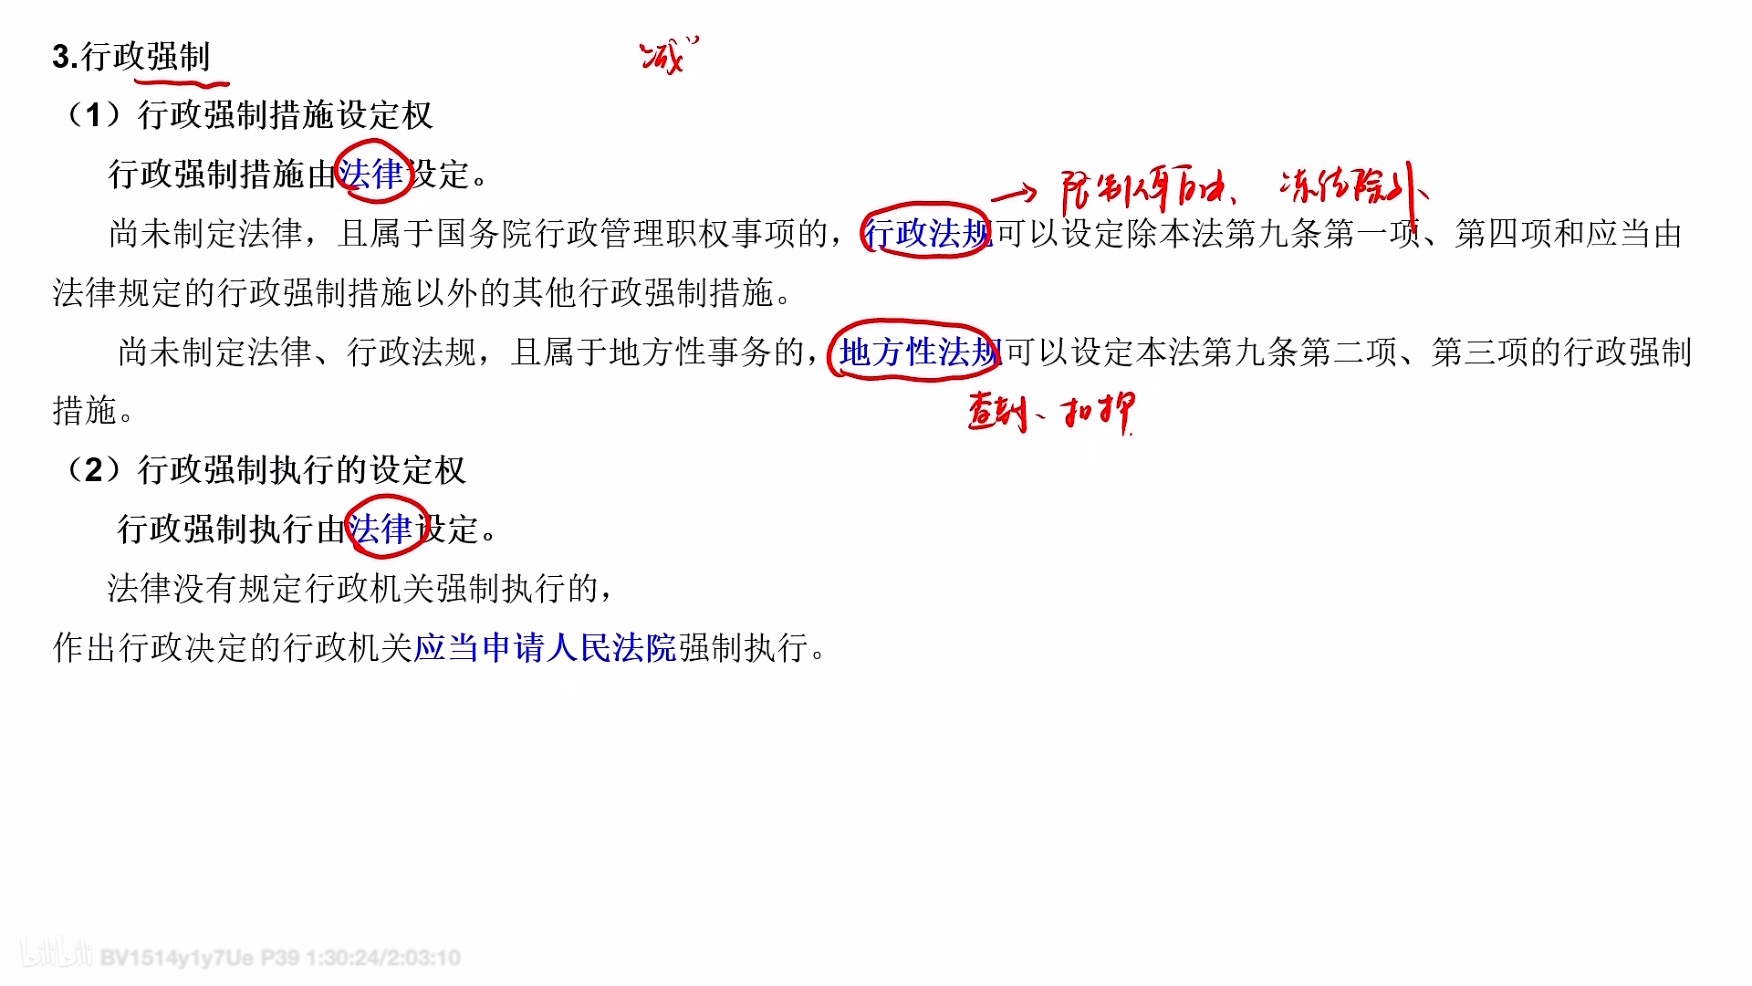 3.行政强制
减
（1）行政强制措施设定权
行政强制措施由法律设定。
→ 限制人身自由、冻结除外
尚未制定法律，且属于国务院行政管理职权事项的，行政法规可以设定除本法第九条第一项、第四项和应当由
法律规定的行政强制措施以外的其他行政强制措施。
尚未制定法律、行政法规，且属于地方性事务的，地方性法规可以设定本法第九条第二项、第三项的行政强制
措施。
查封、扣押
（2）行政强制执行的设定权
行政强制执行由法律设定。
法律没有规定行政机关强制执行的，
作出行政决定的行政机关应当申请人民法院强制执行。
bilibili BV1514y1y7Ue P39 1:30:24/2:03:10